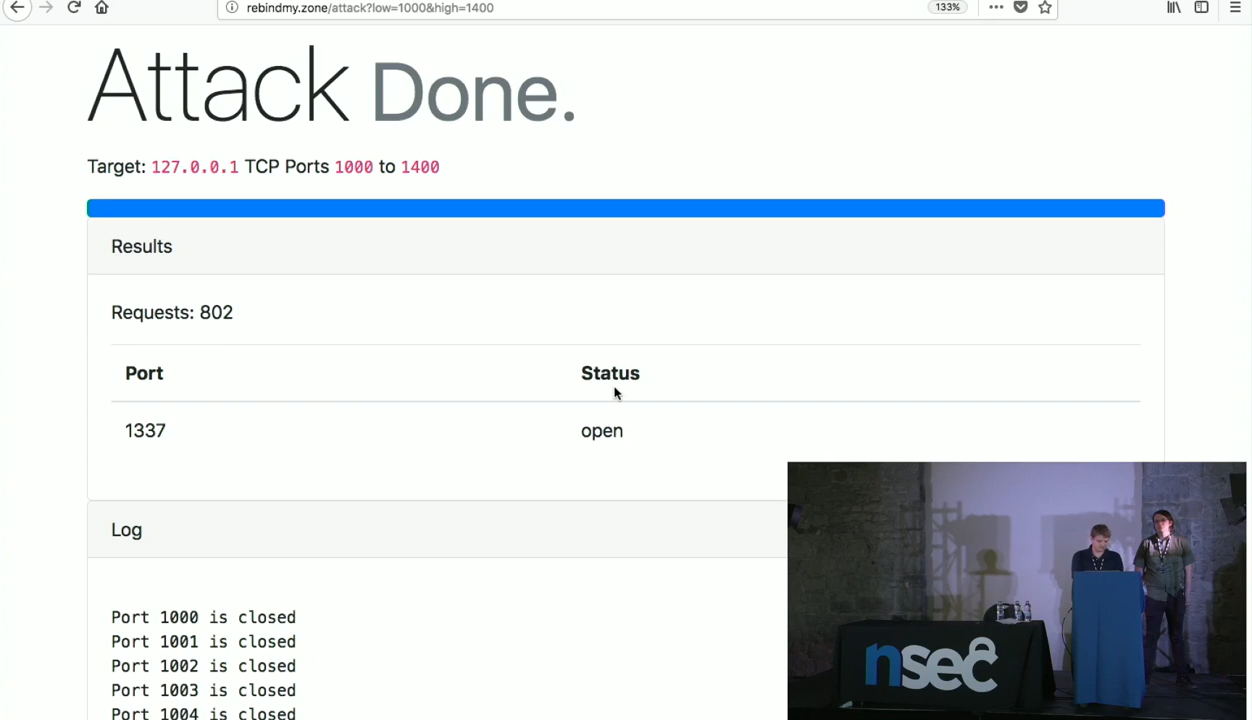 rebindmy.zone/attack?low=1000&high=1400
133%
Attack Done.
Target: 127.0.0.1 TCP Ports 1000 to 1400
Results
Requests: 802
Port Status
1337 open
Log
Port 1000 is closed
Port 1001 is closed
Port 1002 is closed
Port 1003 is closed
Port 1004 is closed
nsec